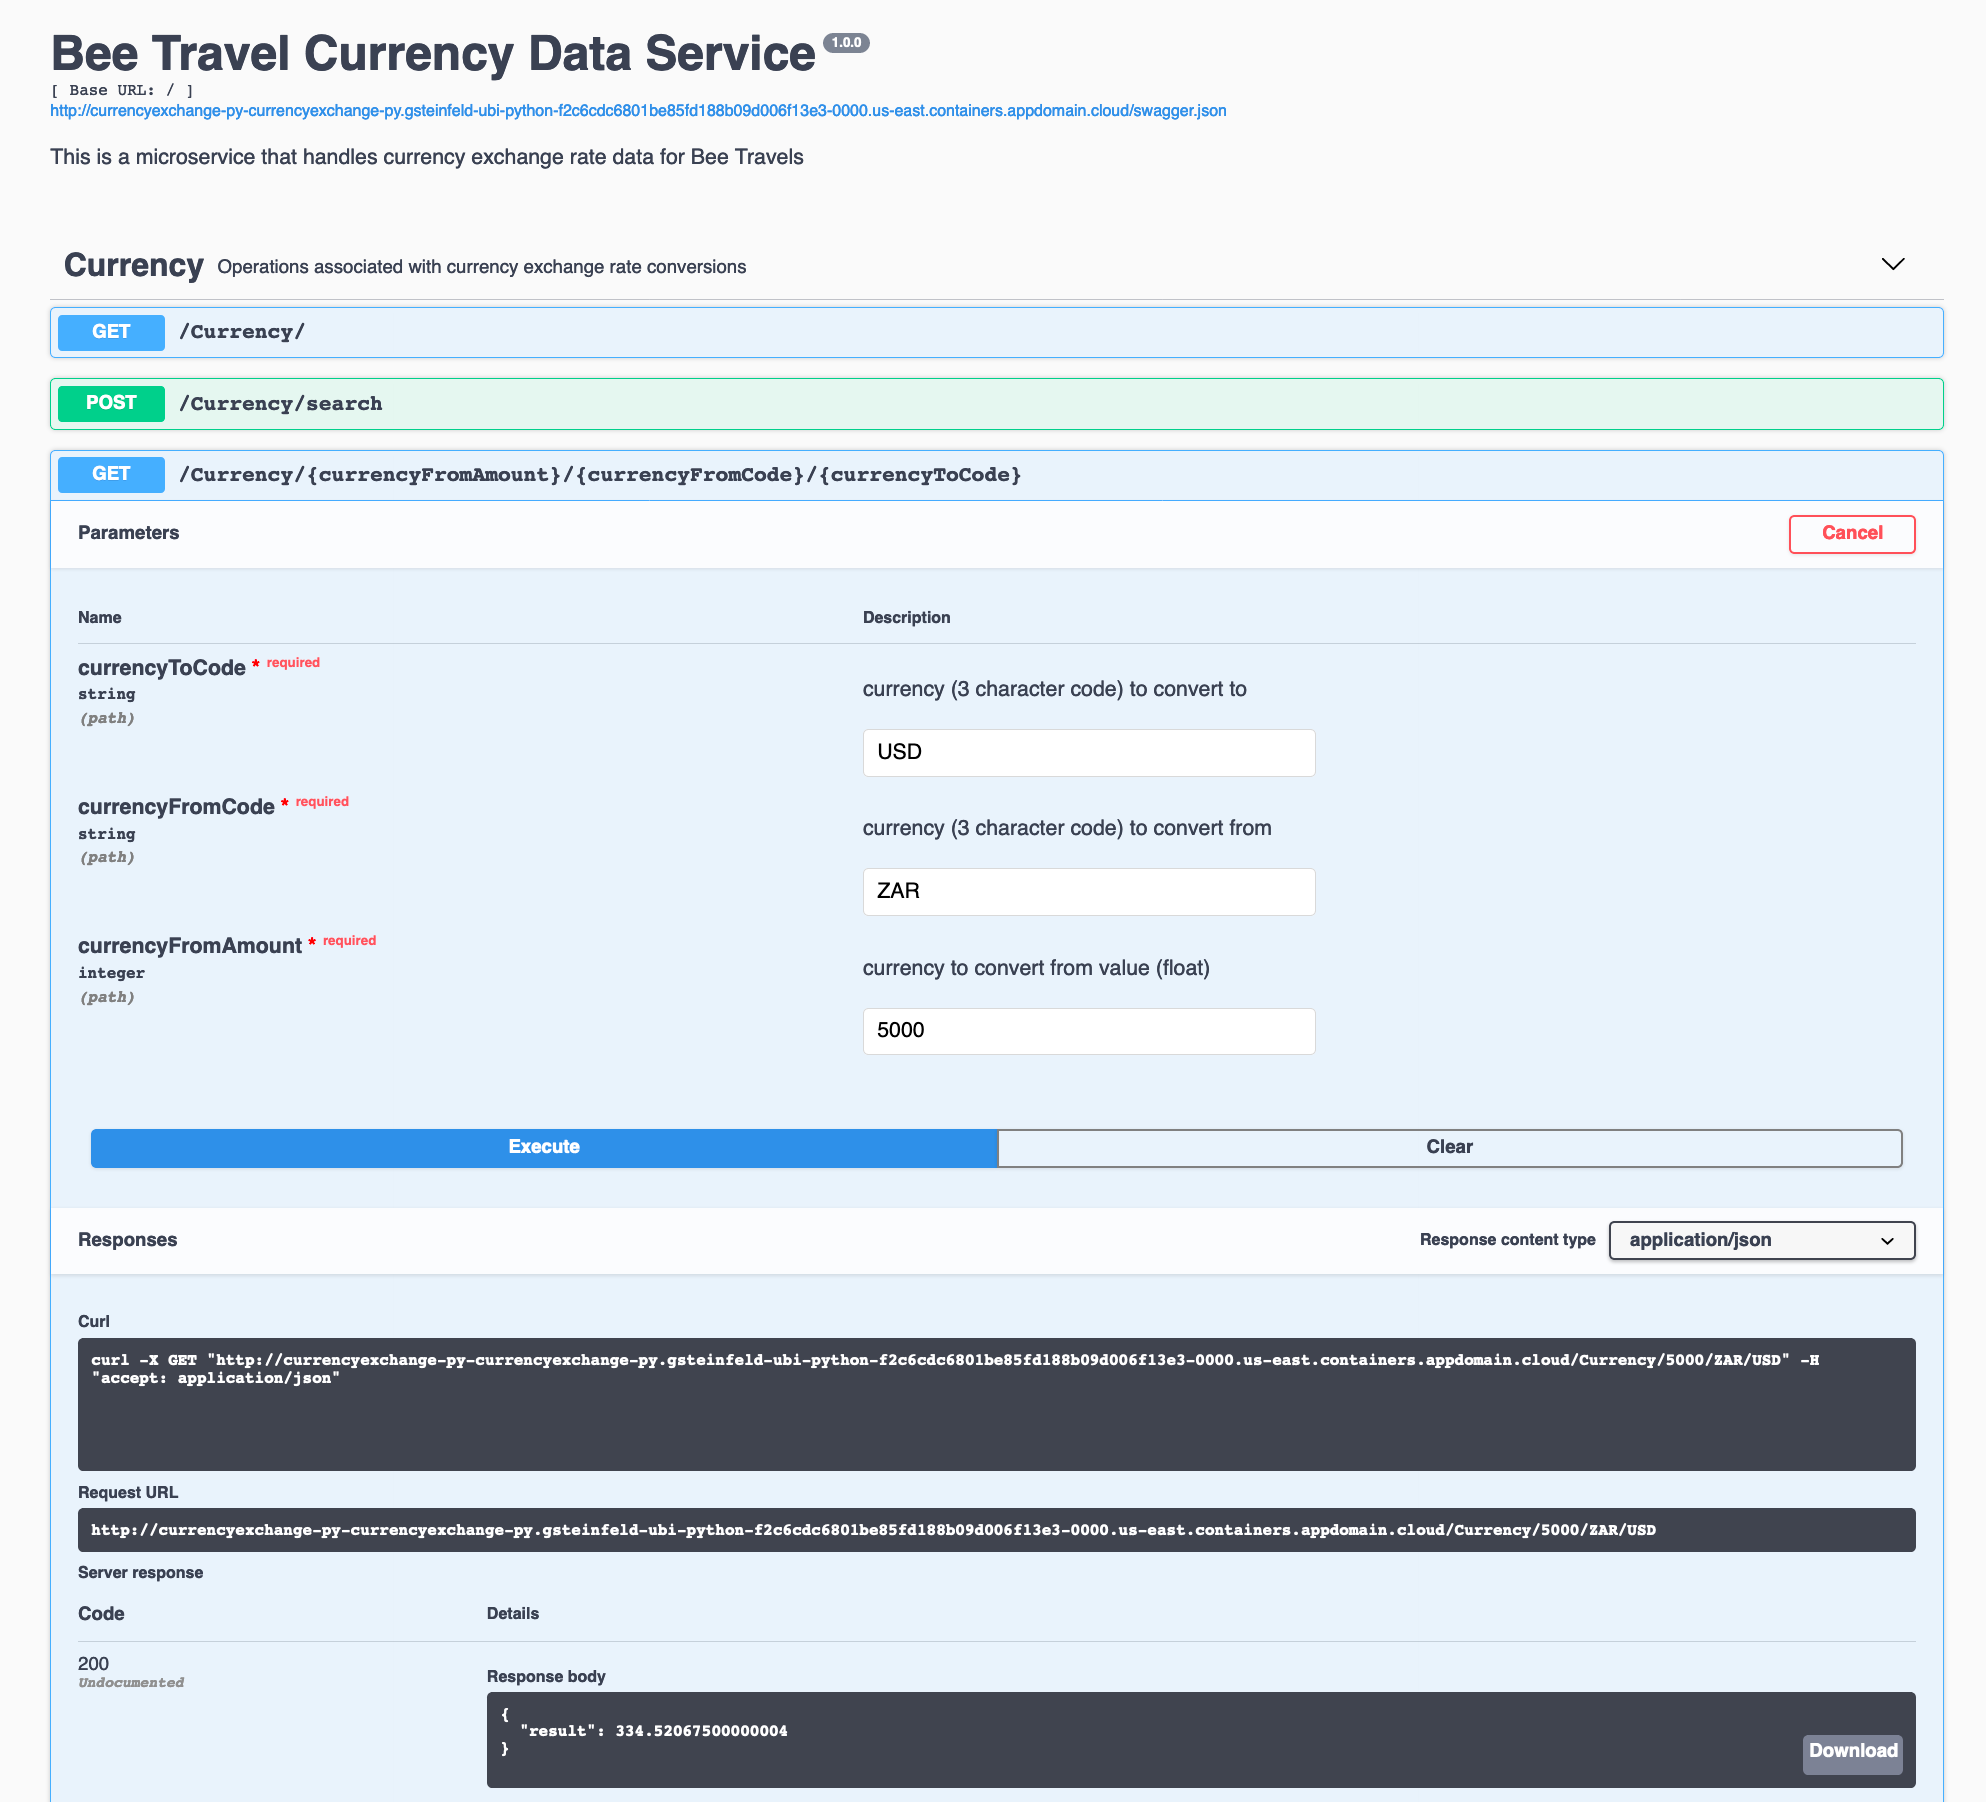 Bee Travel Currency Data Service 1.0.0
[ Base URL: / ]
http://currencyexchange-py-currencyexchange-py.gsteinfeld-ubi-python-f2c6cdc6801be85fd188b09d006f13e3-0000.us-east.containers.appdomain.cloud/swagger.json
This is a microservice that handles currency exchange rate data for Bee Travels
Currency Operations associated with currency exchange rate conversions
GET /Currency/
POST /Currency/search
GET /Currency/{currencyFromAmount}/{currencyFromCode}/{currencyToCode}
Parameters Cancel
Name Description
currencyToCode * required
string
(path)
currency (3 character code) to convert to
USD
currencyFromCode * required
string
(path)
currency (3 character code) to convert from
ZAR
currencyFromAmount * required
integer
(path)
currency to convert from value (float)
5000
Execute Clear
Responses Response content type application/json
Curl
curl -X GET "http://currencyexchange-py-currencyexchange-py.gsteinfeld-ubi-python-f2c6cdc6801be85fd188b09d006f13e3-0000.us-east.containers.appdomain.cloud/Currency/5000/ZAR/USD" -H
"accept: application/json"
Request URL
http://currencyexchange-py-currencyexchange-py.gsteinfeld-ubi-python-f2c6cdc6801be85fd188b09d006f13e3-0000.us-east.containers.appdomain.cloud/Currency/5000/ZAR/USD
Server response
Code Details
200
Undocumented
Response body
{
"result": 334.52067500000004
}
Download